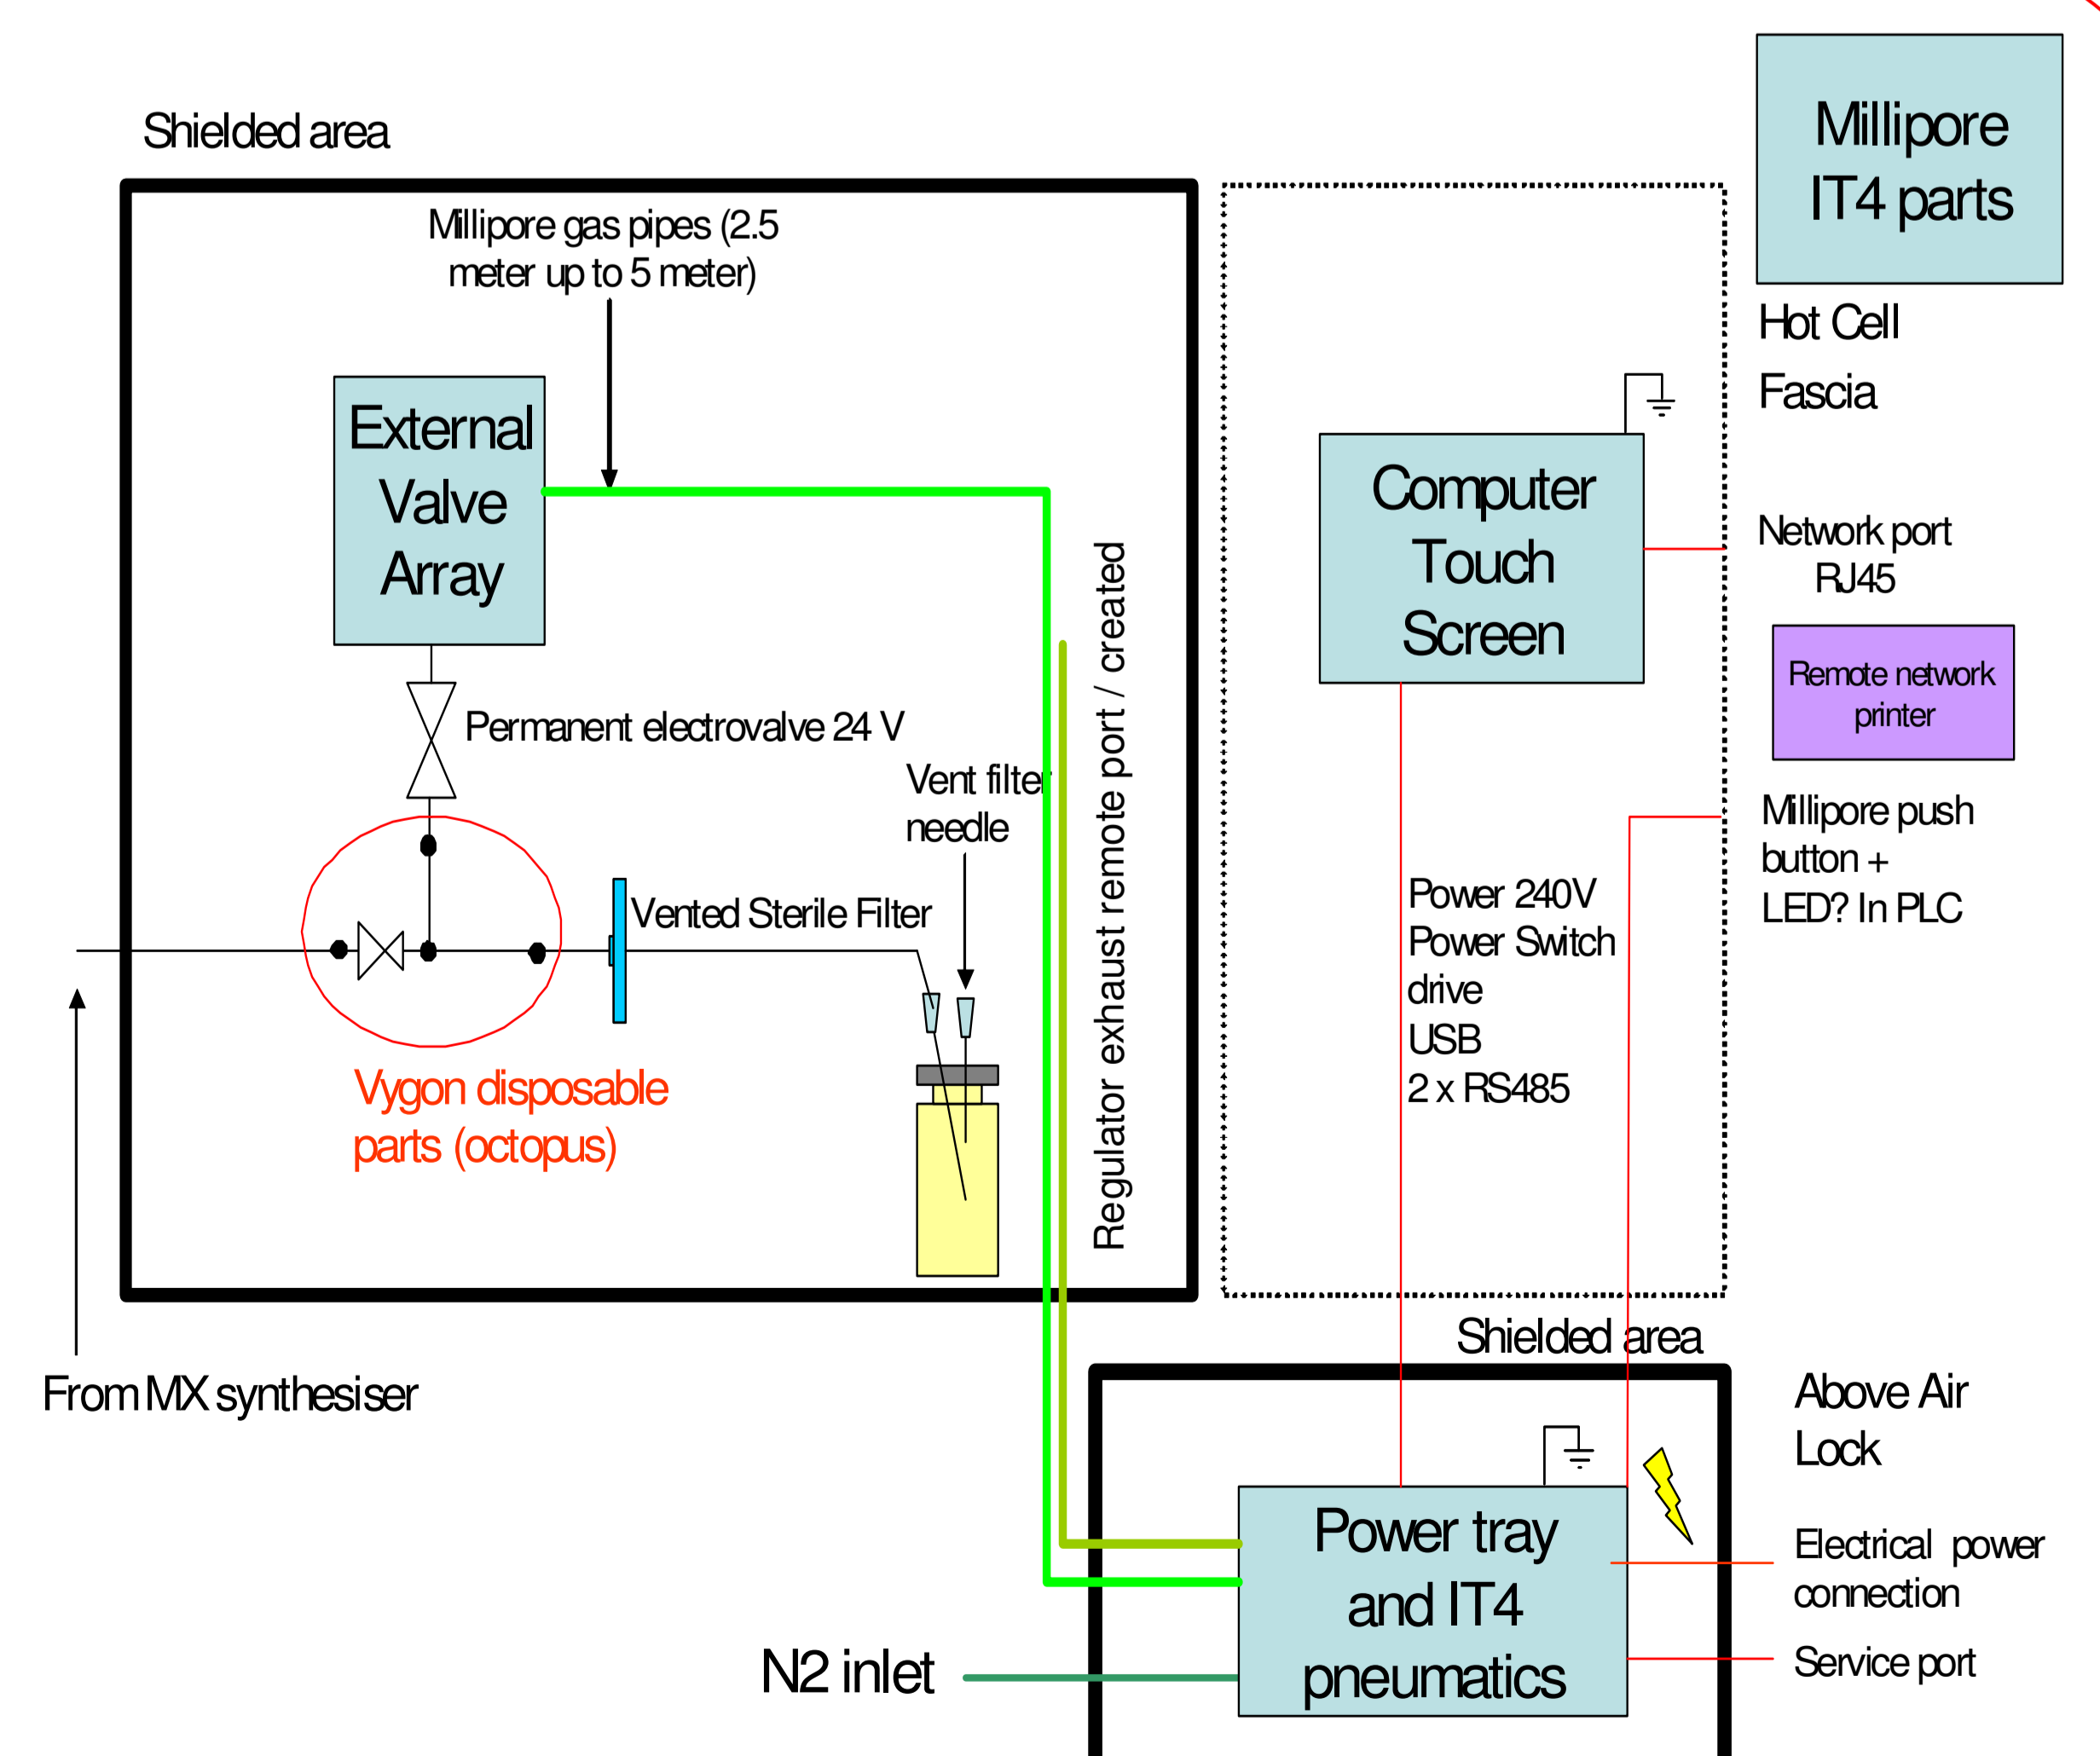 Shielded area
Millipore
IT4 parts
Millipore gas pipes (2.5
meter up to 5 meter)
Hot Cell
Fascia
External
Valve
Array
Computer
Touch
Screen
Network port
RJ45
Remote network
printer
Permanent electrovalve 24 V
Vent filter
needle
Regulator exhaust remote port / created
Millipore push
button +
LED? In PLC
Power 240V
Power Switch
drive
USB
2 x RS485
Vented Sterile Filter
Vygon disposable
parts (octopus)
From MX synthesiser
Shielded area
Above Air
Lock
Power tray
and IT4
pneumatics
Electrical power
connection
Service port
N2 inlet